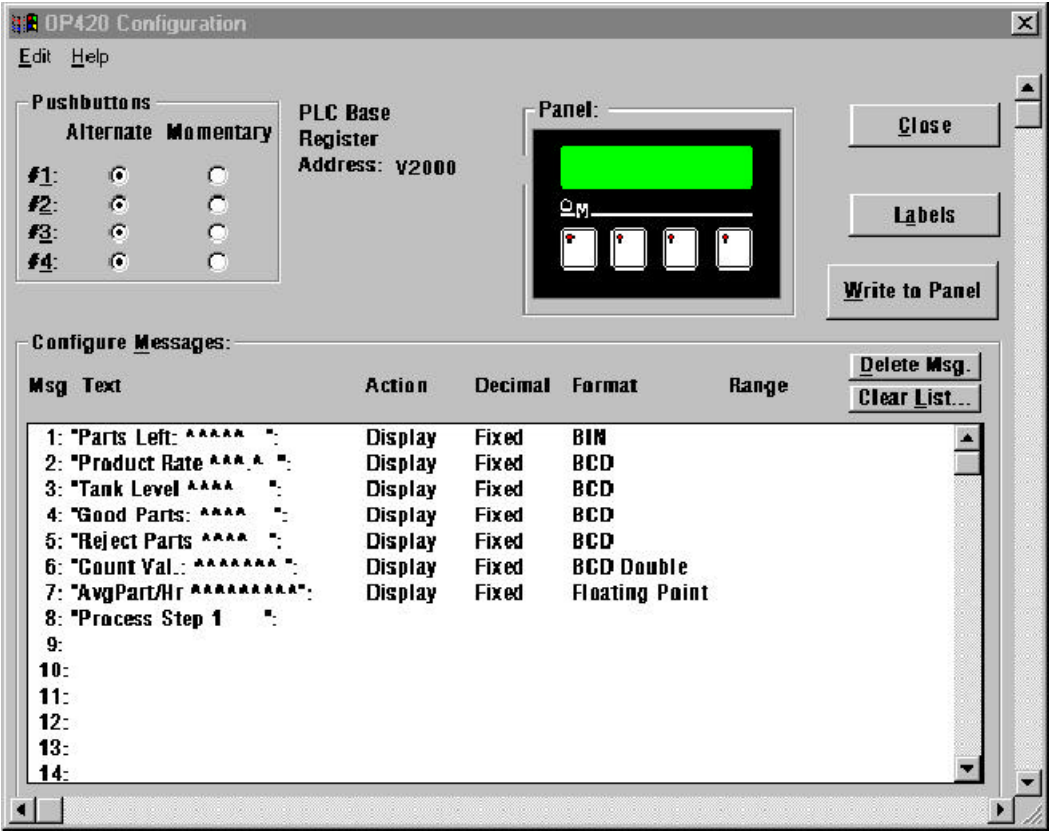 OP420 Configuration
Edit Help
Pushbuttons
Alternate Momentary
#1:
#2:
#3:
#4:
PLC Base
Register
Address: V2000
Panel:
M
Close
Labels
Write to Panel
Configure Messages:
Delete Msg.
Clear List...
Msg Text Action Decimal Format Range
1: "Parts Left: ^^^^^ ": Display Fixed BIN
2: "Product Rate ^^^.^ ": Display Fixed BCD
3: "Tank Level ^^^^ ": Display Fixed BCD
4: "Good Parts: ^^^^ ": Display Fixed BCD
5: "Reject Parts ^^^^ ": Display Fixed BCD
6: "Count Val.: ^^^^^^^ ": Display Fixed BCD Double
7: "AvgPart/Hr ^^^^^^^^^": Display Fixed Floating Point
8: "Process Step 1 ":
9:
10:
11:
12:
13:
14: